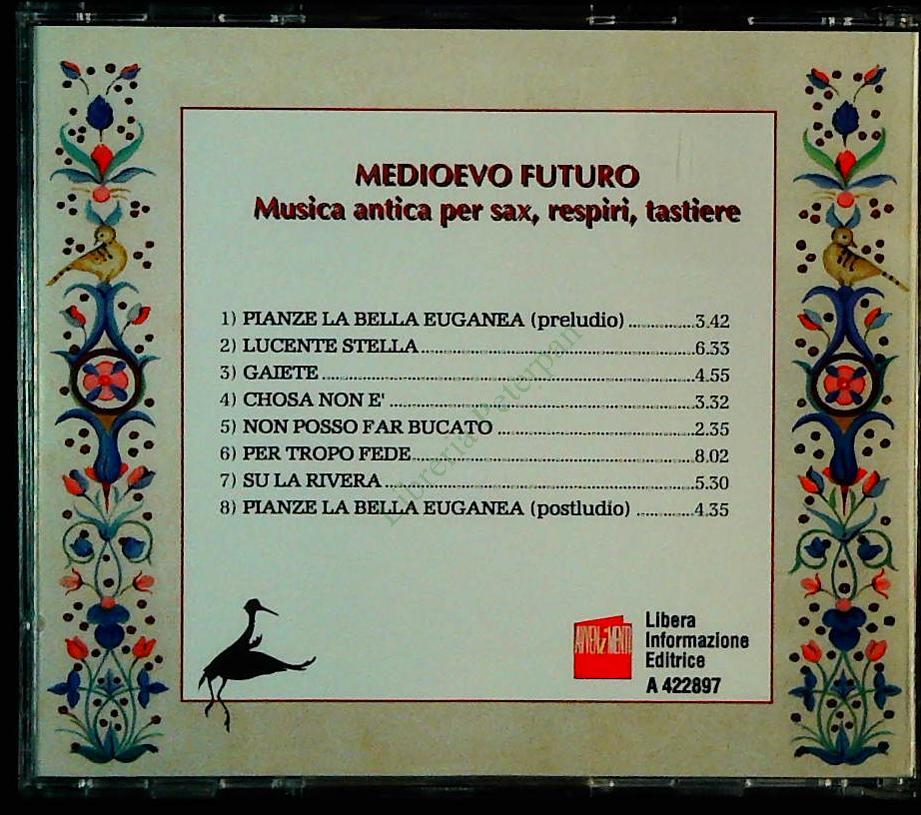 MEDIOEVO FUTURO
Musica antica per sax, respiri, tastiere
1) PIANZE LA BELLA EUGANEA (preludio) ..............3.42
2) LUCENTE STELLA..............6.33
3) GAIETE..............4.55
4) CHOSA NON E' ..............3.32
5) NON POSSO FAR BUCATO ..............2.35
6) PER TROPO FEDE..............8.02
7) SU LA RIVERA..............5.30
8) PIANZE LA BELLA EUGANEA (postludio) ............4.35
Libreria Peterpan
AVVENIMENTI
Libera
Informazione
Editrice
A 422897